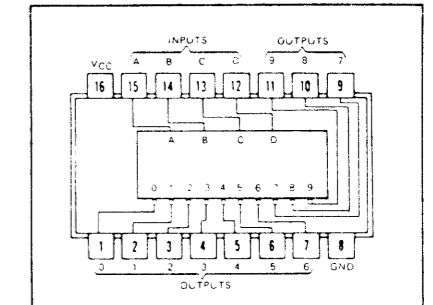 INPUTS OUTPUTS
VCC A B C D 9 8 7
16 15 14 13 12 11 10 9
A B C D
0 1 2 3 4 5 6 7 8 9
1 2 3 4 5 6 7 8
0 1 2 3 4 5 6 GND
OUTPUTS